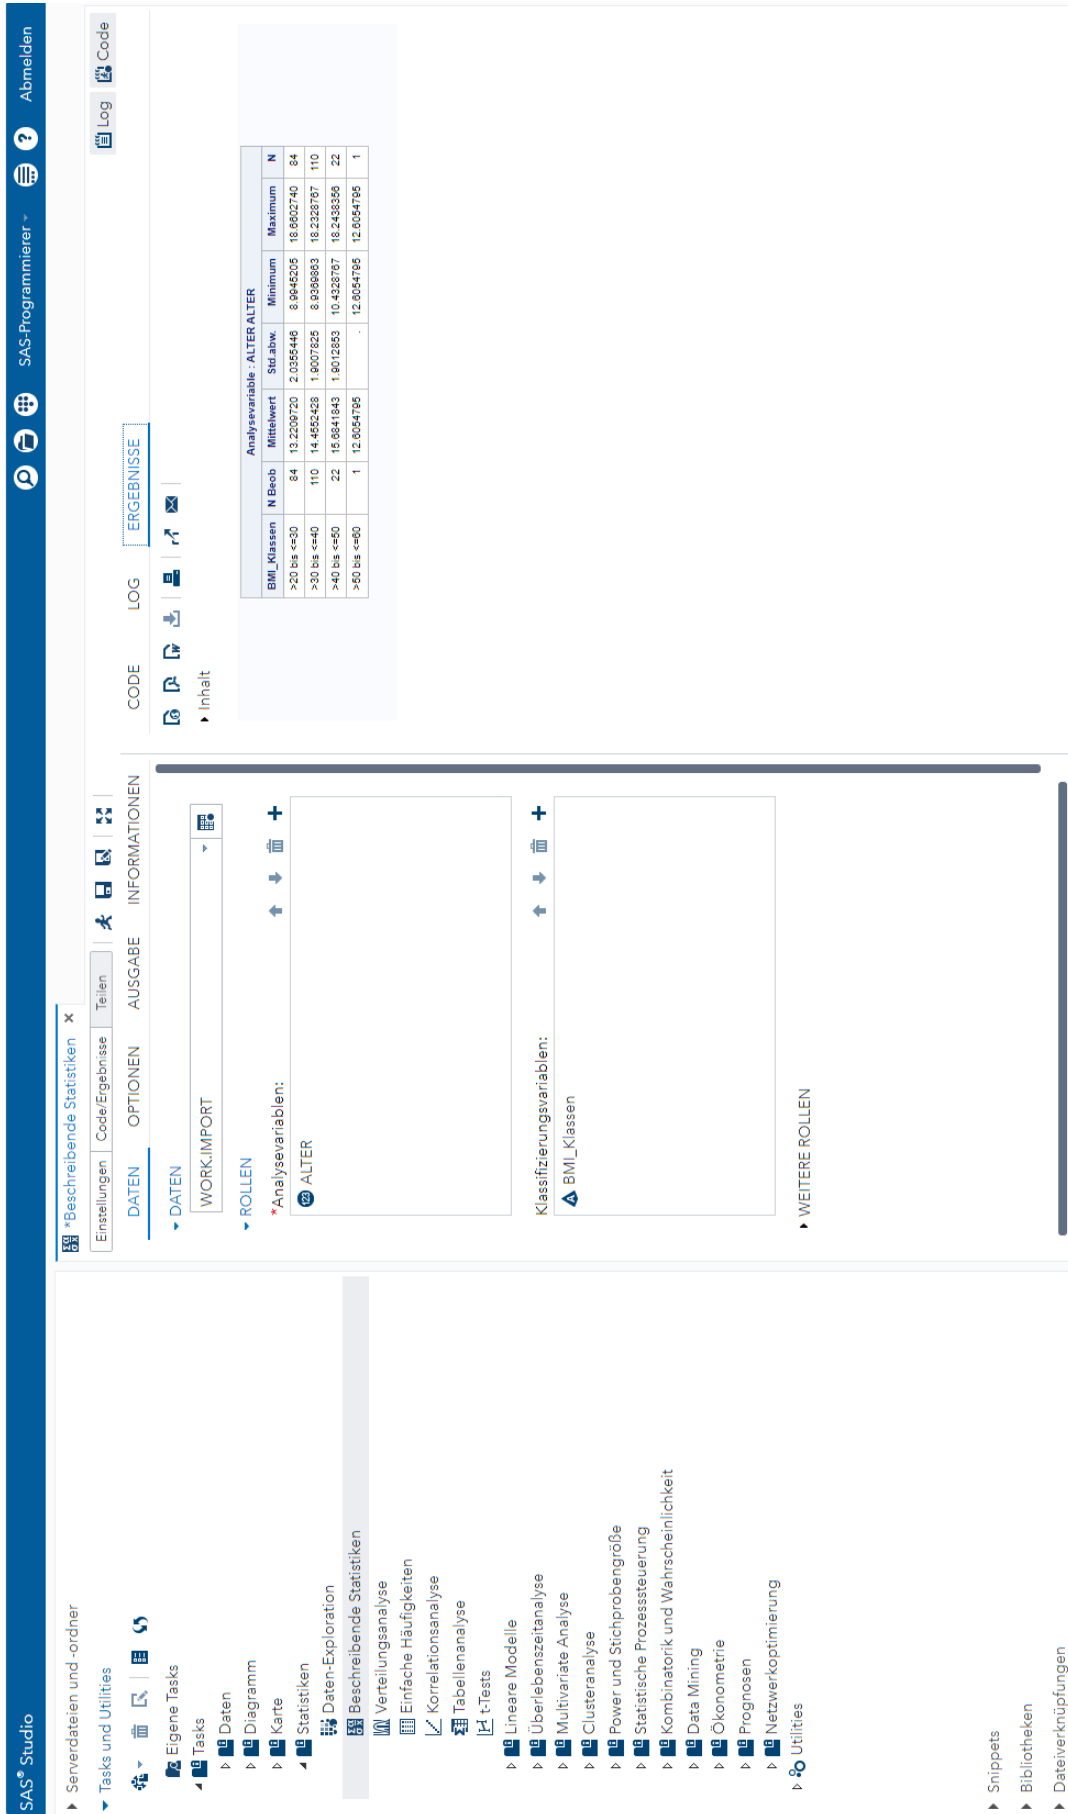 SAS® Studio
SAS-Programmierer
Abmelden
Serverdateien und -ordner
Tasks und Utilities
Eigene Tasks
Tasks
Daten
Diagramm
Karte
Statistiken
Daten-Exploration
Beschreibende Statistiken
Verteilungsanalyse
Einfache Häufigkeiten
Korrelationsanalyse
Tabellenanalyse
t-Tests
Lineare Modelle
Überlebenszeitanalyse
Multivariate Analyse
Clusteranalyse
Power und Stichprobengröße
Statistische Prozesssteuerung
Kombinatorik und Wahrscheinlichkeit
Data Mining
Ökonometrie
Prognosen
Netzwerkoptimierung
Utilities
Snippets
Bibliotheken
Dateiverknüpfungen
*Beschreibende Statistiken
Einstellungen Code/Ergebnisse Teilen
DATEN OPTIONEN AUSGABE INFORMATIONEN
DATEN
WORK.IMPORT
ROLLEN
*Analysevariablen:
123 ALTER
Klassifizierungsvariablen:
BMI_Klassen
WEITERE ROLLEN
Log Code
CODE LOG ERGEBNISSE
Inhalt
Analysevariable : ALTER ALTER
BMI_Klassen N Beob Mittelwert Std.abw. Minimum Maximum N
>20 bis <=30 84 13.2209720 2.0355446 8.9945205 18.6602740 84
>30 bis <=40 110 14.4552428 1.9007825 8.9369863 18.2328767 110
>40 bis <=50 22 15.6841843 1.9012853 10.4328767 18.2438356 22
>50 bis <=60 1 12.6054795 . 12.6054795 12.6054795 1